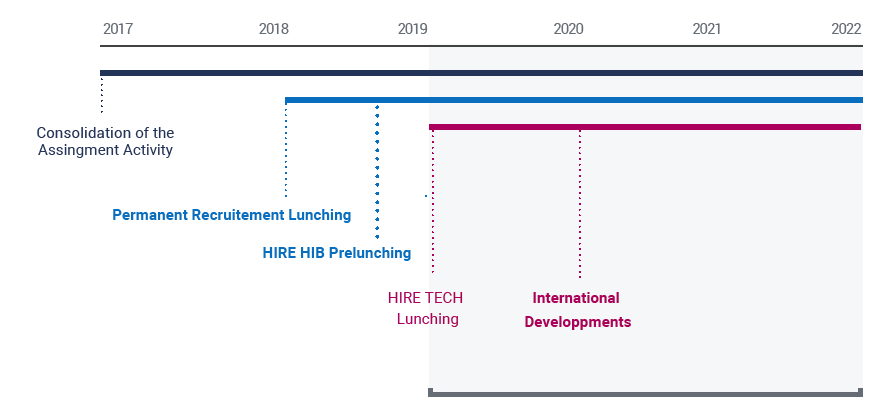 2017 2018 2019 2020 2021 2022
Consolidation of the
Assingment Activity
Permanent Recruitement Lunching
HIRE HIB Prelunching
HIRE TECH
Lunching
International
Developpments